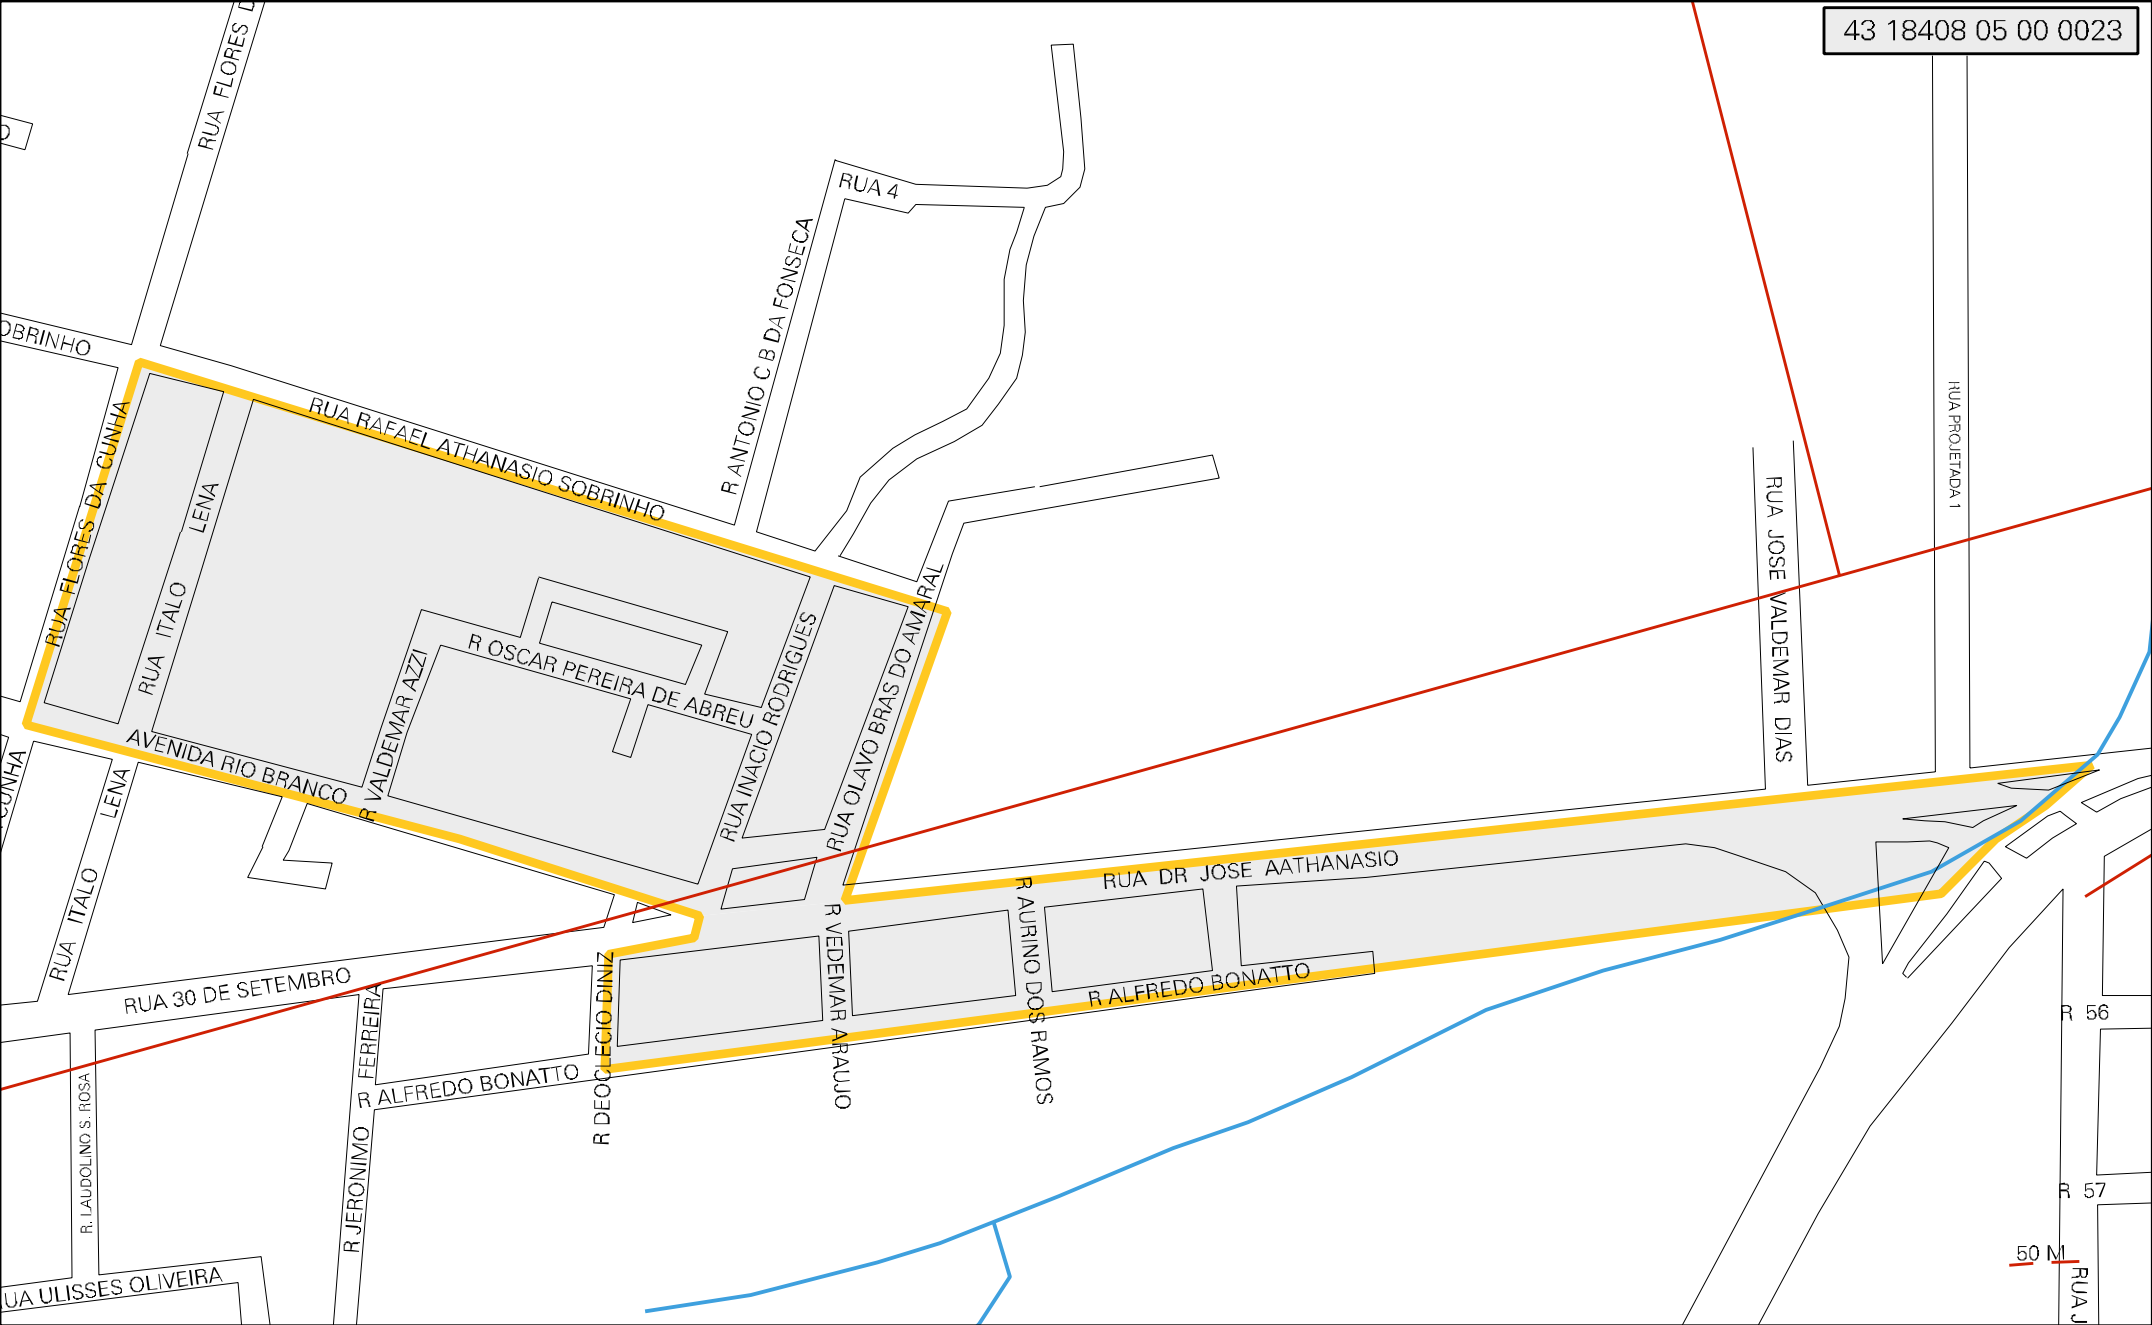 43 18408 05 00 0023
RUA FLORES D
O
RUA 4
R ANTONIO C B DA FONSECA
OBRINHO
RUA RAFAEL ATHANASIO SOBRINHO
RUA FLORES DA CUNHA
RUA ITALO LENA
RUA PROJETADA 1
RUA JOSE VALDEMAR DIAS
R OSCAR PEREIRA DE ABREU
R VALDEMAR AZZI
RUA INACIO RODRIGUES
RUA OLAVO BRAS DO AMARAL
AVENIDA RIO BRANCO
CUNHA
RUA ITALO LENA
RUA DR JOSE AATHANASIO
R VEDEMAR ARAUJO
R AURINO DOS RAMOS
R ALFREDO BONATTO
RUA 30 DE SETEMBRO
R DEOCLECIO DINIZ
R JERONIMO FERREIRA
R ALFREDO BONATTO
R. LAUDOLINO S. ROSA
UA ULISSES OLIVEIRA
R 56
R 57
50 M
RUA J